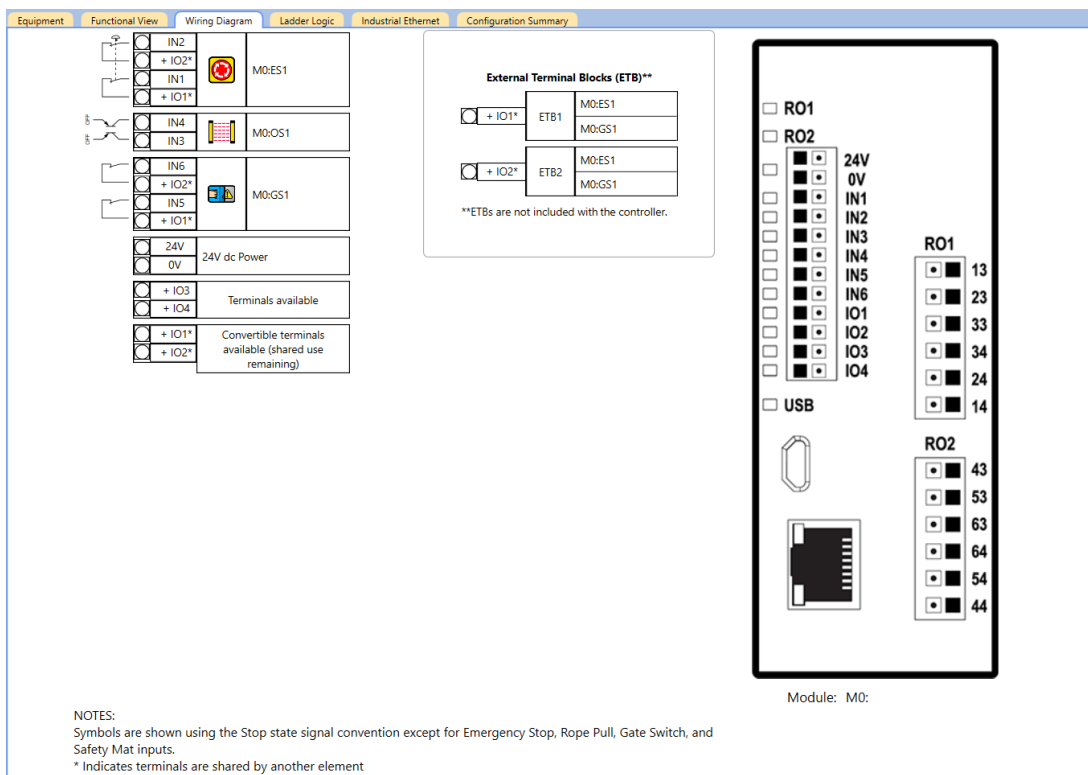 Equipment
Functional View
Wiring Diagram
Ladder Logic
Industrial Ethernet
Configuration Summary
IN2
+ IO2*
IN1
+ IO1*
M0:ES1
OFF
OFF
IN4
IN3
M0:OS1
IN6
+ IO2*
IN5
+ IO1*
M0:GS1
24V
0V
24V dc Power
+ IO3
+ IO4
Terminals available
+ IO1*
+ IO2*
Convertible terminals
available (shared use
remaining)
External Terminal Blocks (ETB)**
+ IO1*
ETB1
M0:ES1
M0:GS1
+ IO2*
ETB2
M0:ES1
M0:GS1
**ETBs are not included with the controller.
RO1
RO2
24V
0V
IN1
IN2
IN3
IN4
IN5
IN6
IO1
IO2
IO3
IO4
USB
RO1
13
23
33
34
24
14
RO2
43
53
63
64
54
44
Module: M0:
NOTES:
Symbols are shown using the Stop state signal convention except for Emergency Stop, Rope Pull, Gate Switch, and
Safety Mat inputs.
* Indicates terminals are shared by another element